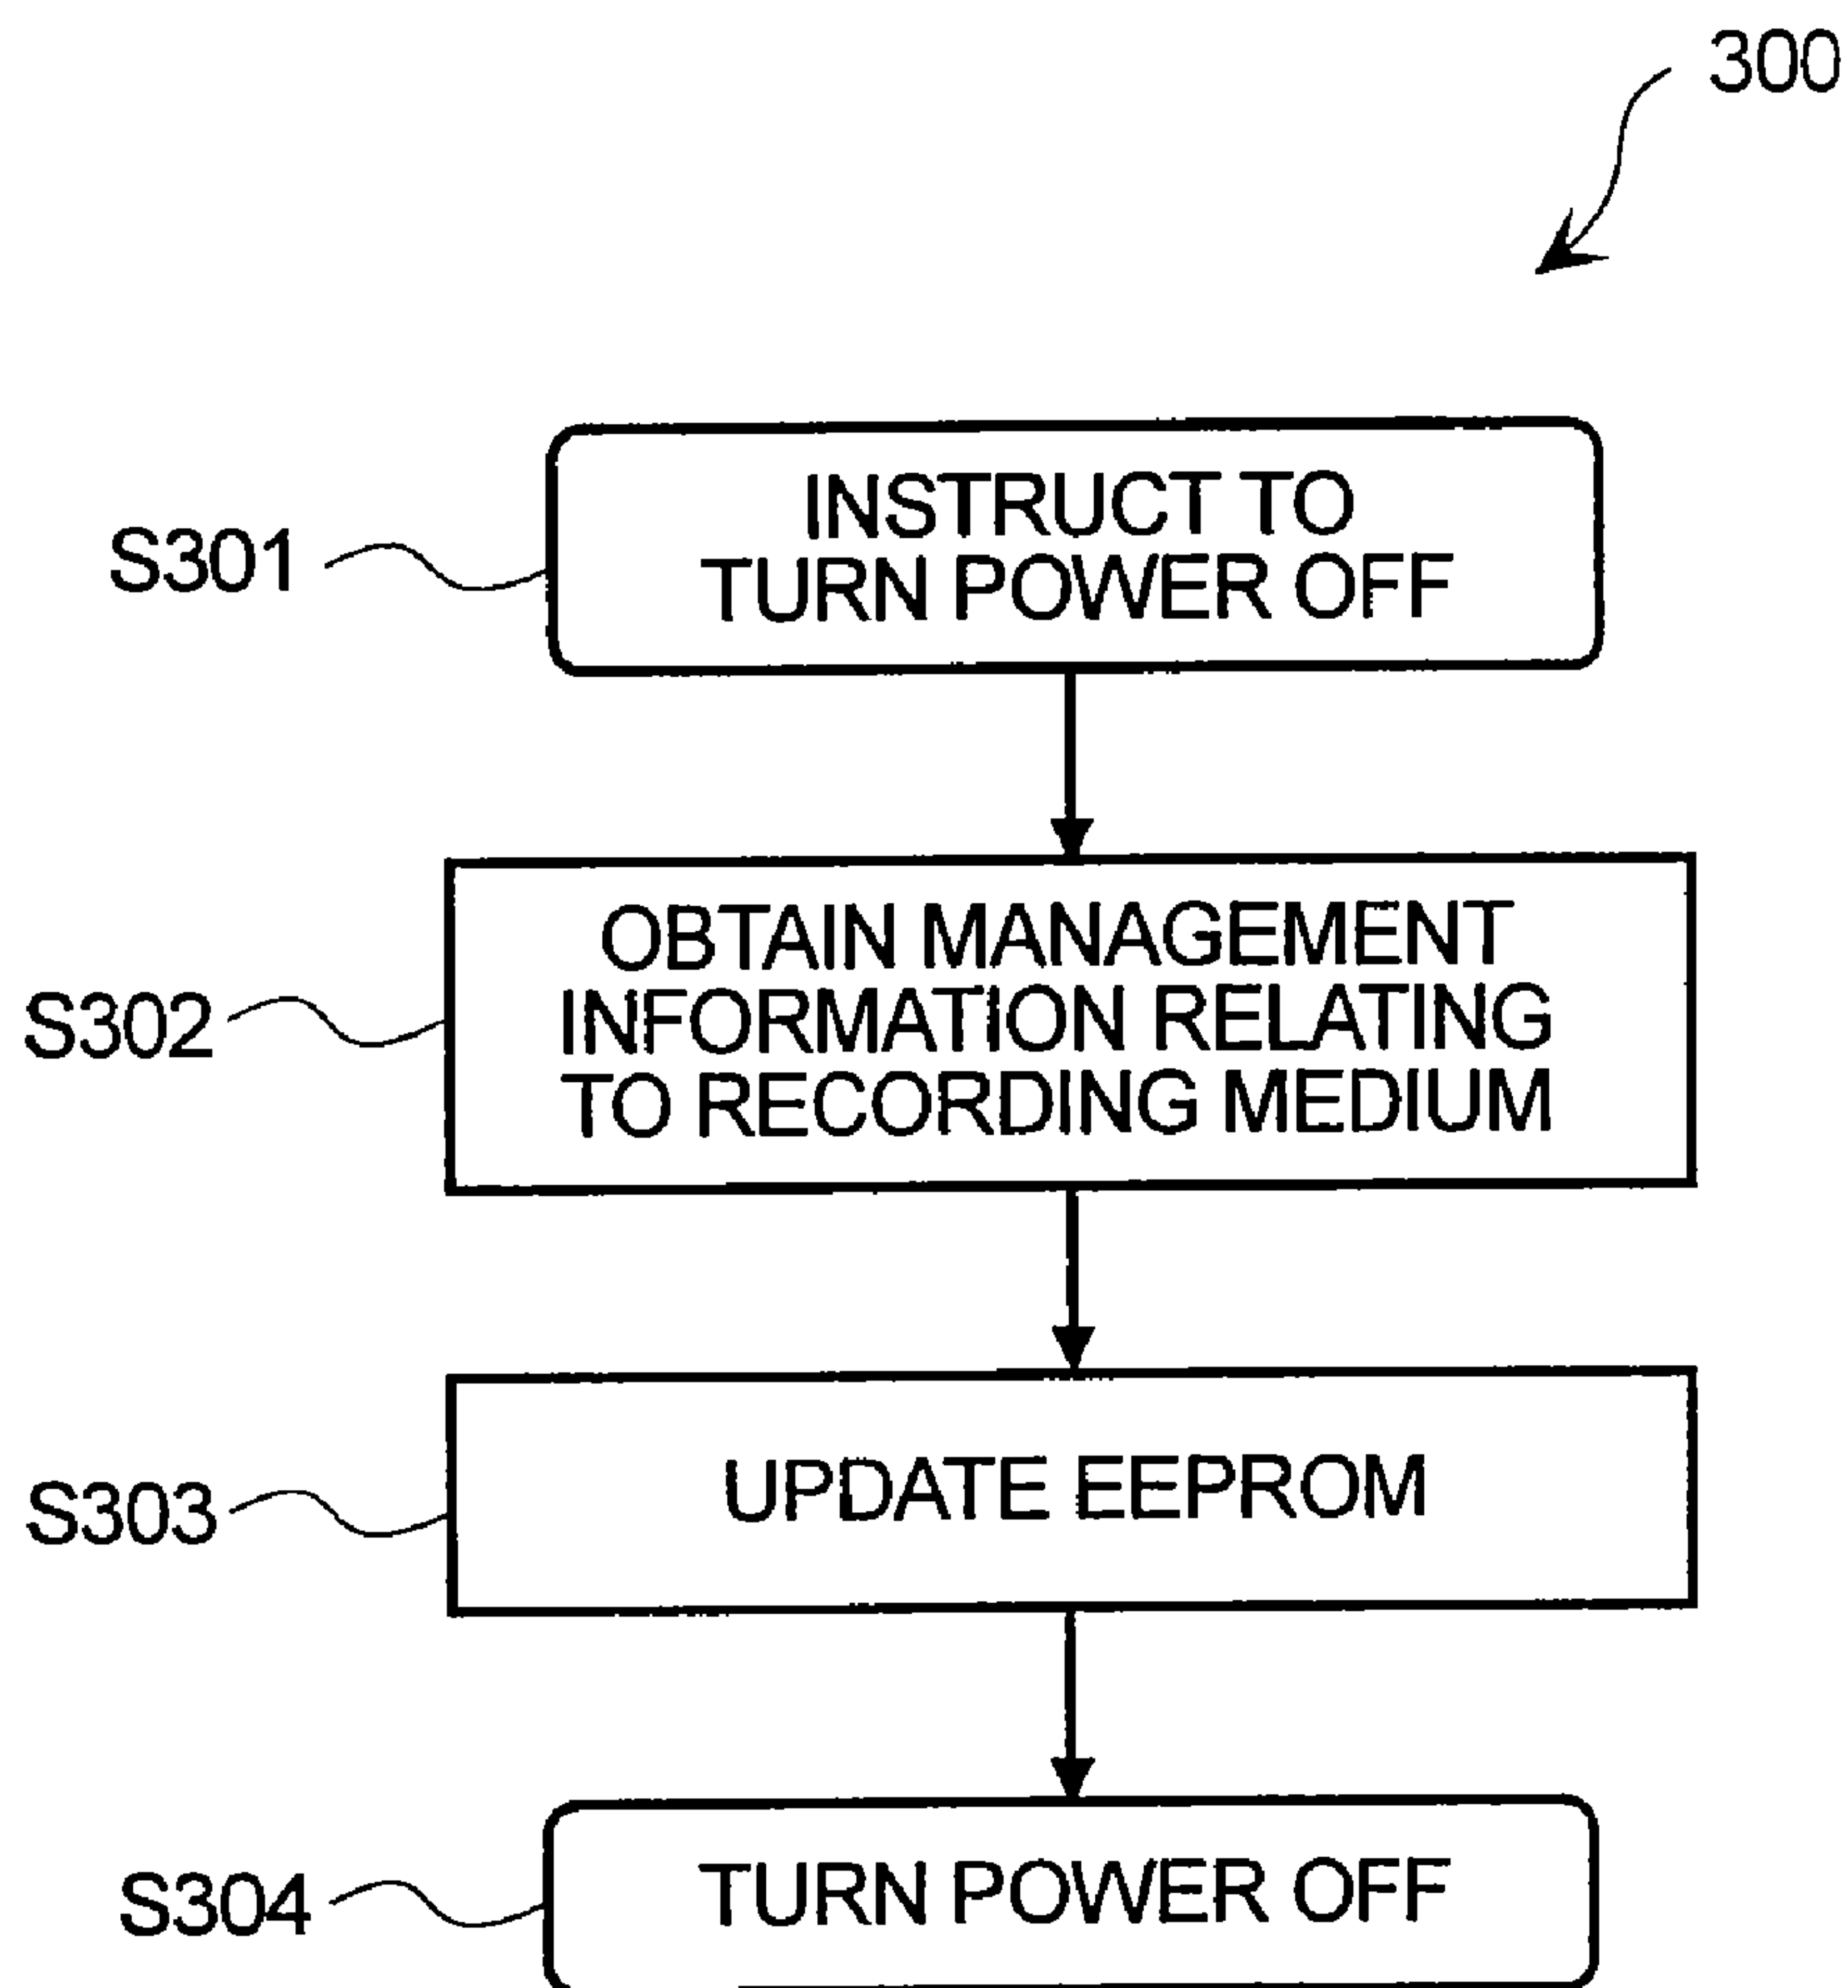 300
S301
INSTRUCT TO
TURN POWER OFF
S302
OBTAIN MANAGEMENT
INFORMATION RELATING
TO RECORDING MEDIUM
S303
UPDATE EEPROM
S304
TURN POWER OFF